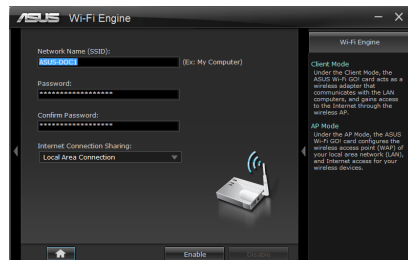 ASUS Wi-Fi Engine
Network Name (SSID):
ASUS-DOC1
(Ex: My Computer)
Password:
******************
Confirm Password:
******************
Internet Connection Sharing:
Local Area Connection
Enable
Disable
Wi-Fi Engine
Client Mode
Under the Client Mode, the
ASUS Wi-Fi GO! card acts as a
wireless adapter that
communicates with the LAN
computers, and gains access
to the Internet through the
wireless AP.
AP Mode
Under the AP Mode, the ASUS
Wi-Fi GO! card configures the
wireless access point (WAP) of
your local area network (LAN),
and Internet access for your
wireless devices.